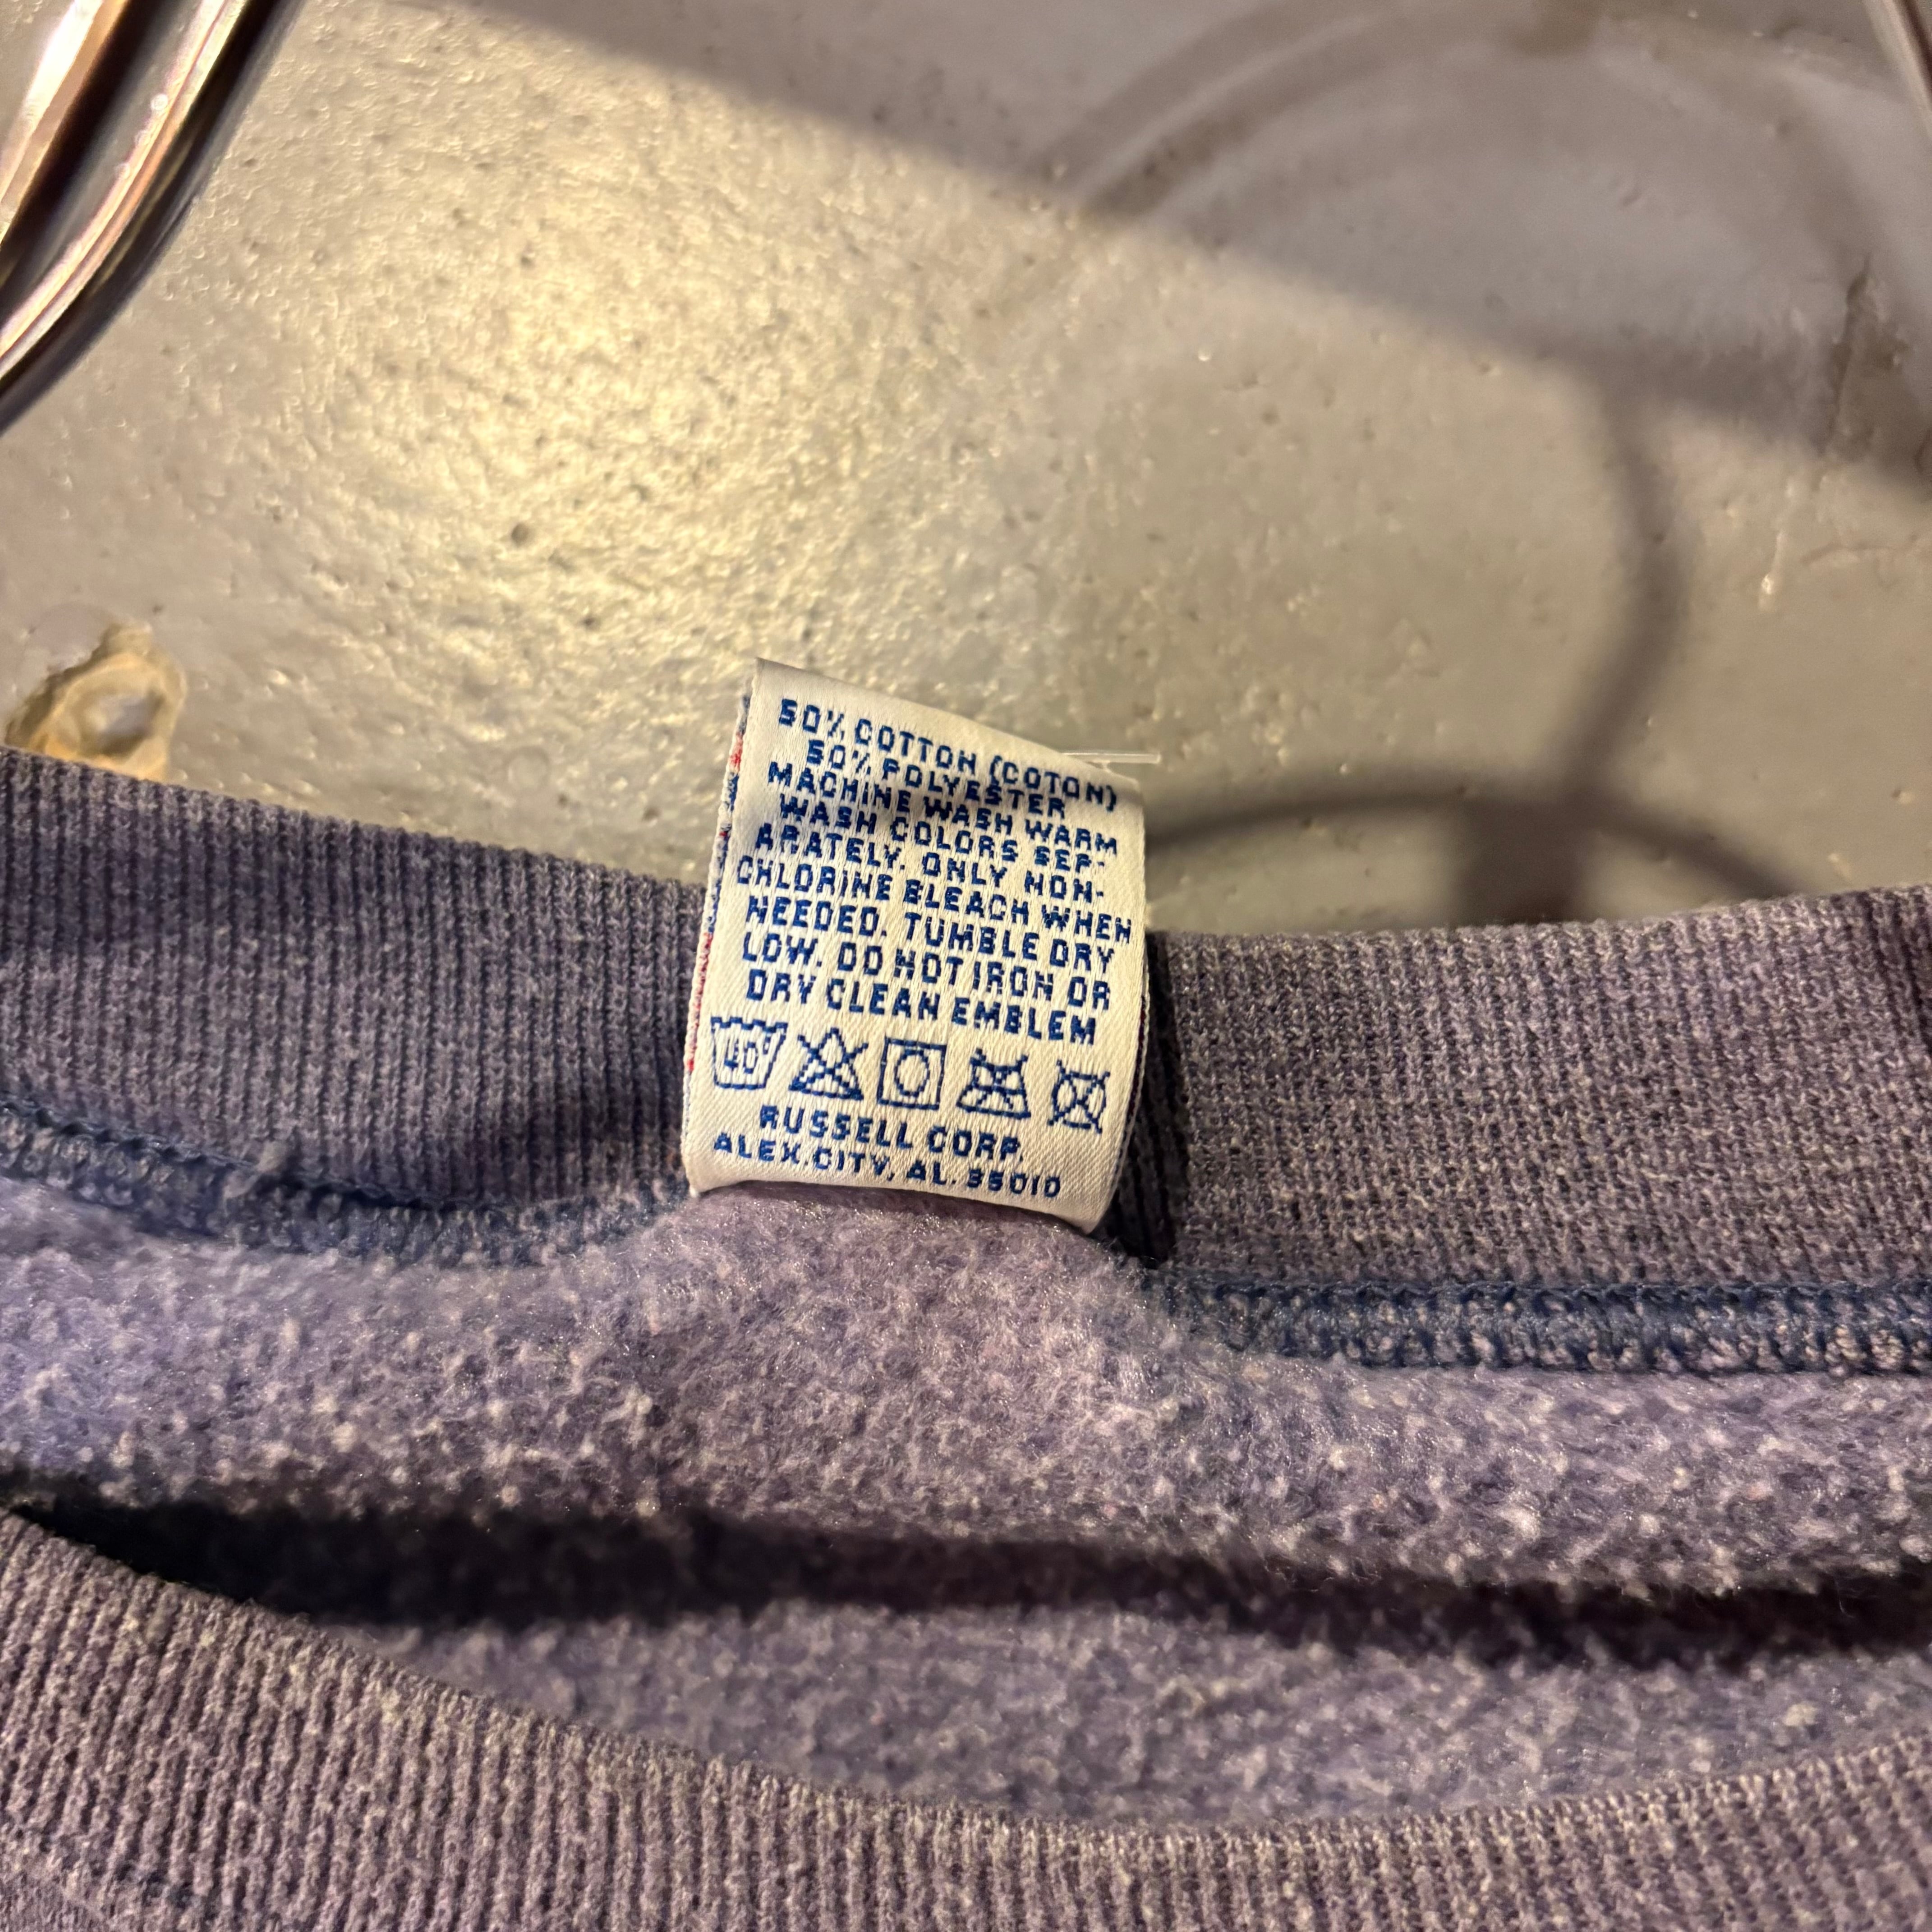 50% COTTON (COTON)
50% POLYESTER
MACHINE WASH WARM
WASH COLORS SEP-
ARATELY. ONLY NON-
CHLORINE BLEACH WHEN
NEEDED. TUMBLE DRY
LOW. DO NOT IRON OR
DRY CLEAN EMBLEM
40°
RUSSELL CORP.
ALEX.CITY, AL. 35010